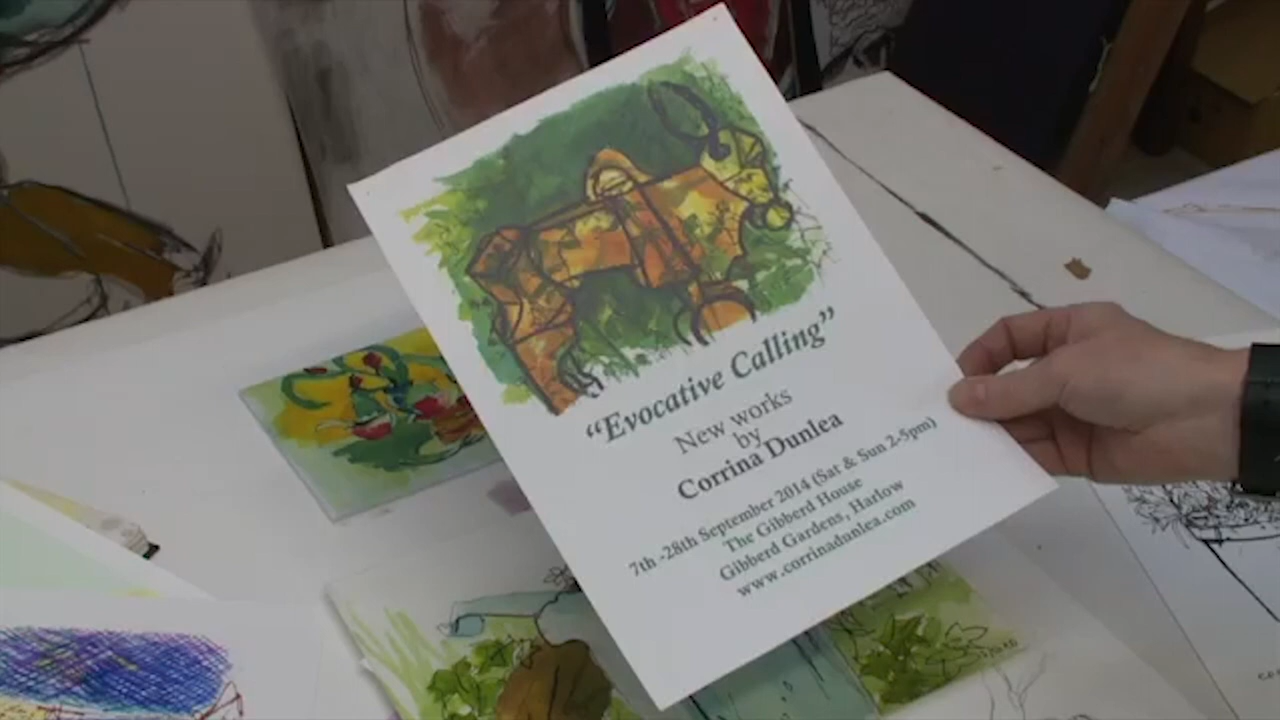 “Evocative Calling”
New works
by
Corrina Dunlea
7th -28th September 2014 (Sat & Sun 2-5pm)
The Gibberd House
Gibberd Gardens, Harlow
www.corrinadunlea.com